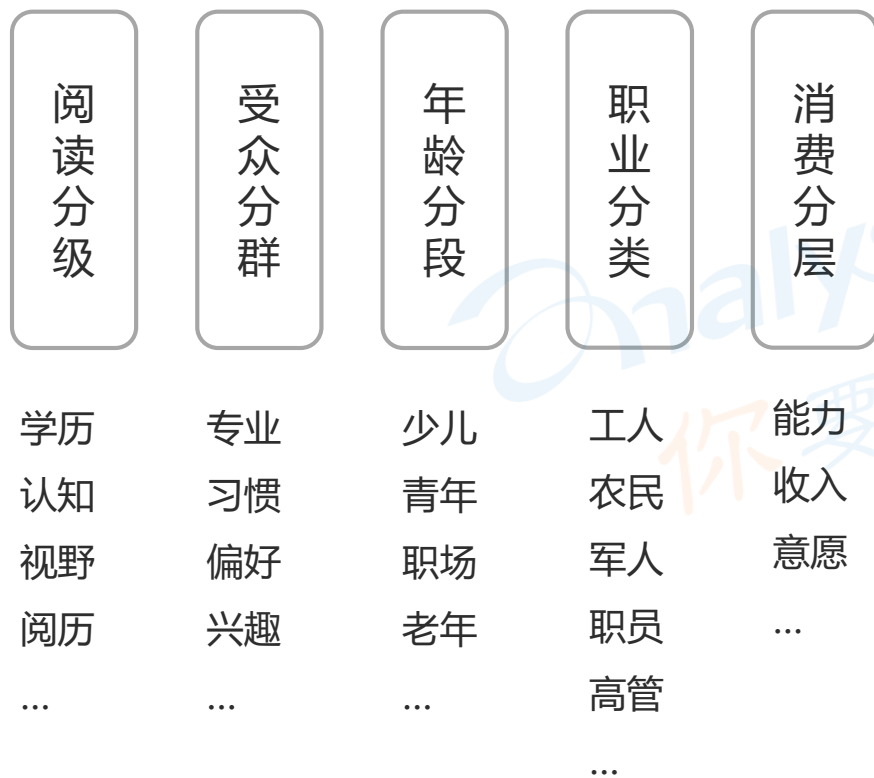 阅读分级
受众分群
年龄分段
职业分类
消费分层
学历
认知
视野
阅历
...
专业
习惯
偏好
兴趣
...
少儿
青年
职场
老年
...
工人
农民
军人
职员
高管
...
能力
收入
意愿
...
nalys
你要